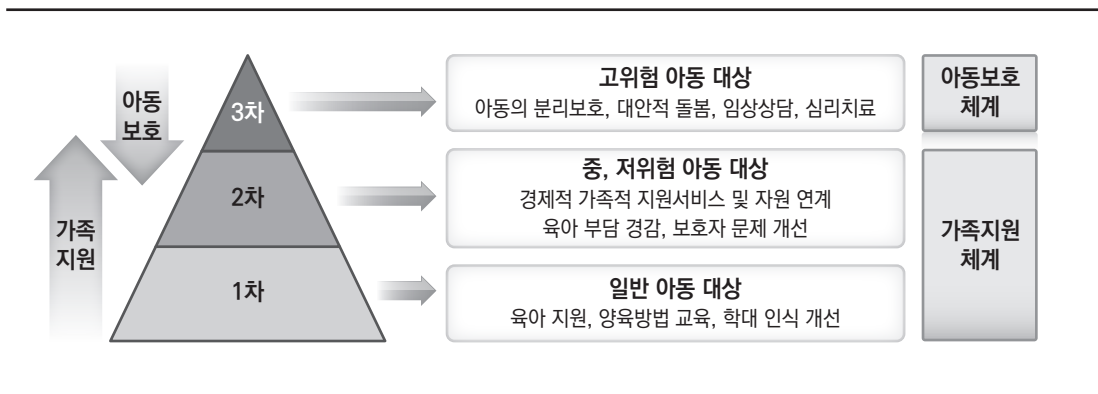 아동
보호
가족
지원
3차
2차
1차
고위험 아동 대상
아동의 분리보호, 대안적 돌봄, 임상상담, 심리치료
중, 저위험 아동 대상
경제적 가족적 지원서비스 및 자원 연계
육아 부담 경감, 보호자 문제 개선
일반 아동 대상
육아 지원, 양육방법 교육, 학대 인식 개선
아동보호
체계
가족지원
체계